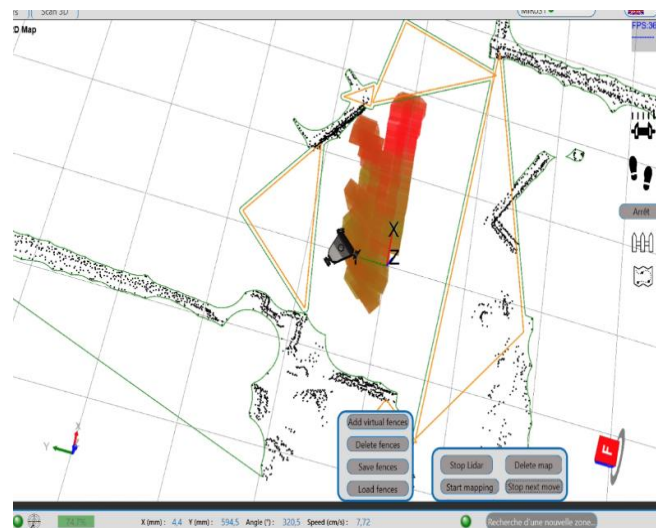 Scan 3D
D Map
FPS:36
X
Y Z
Arrêt
X
Y
F
Add virtual fences
Delete fences
Save fences
Load fences
Stop Lidar Delete map
Start mapping Stop next move
X (mm) : 4,4 Y (mm) : 594,5 Angle (°) : 320,5 Speed (cm/s) : 7,72 Recherche d'une nouvelle zone...